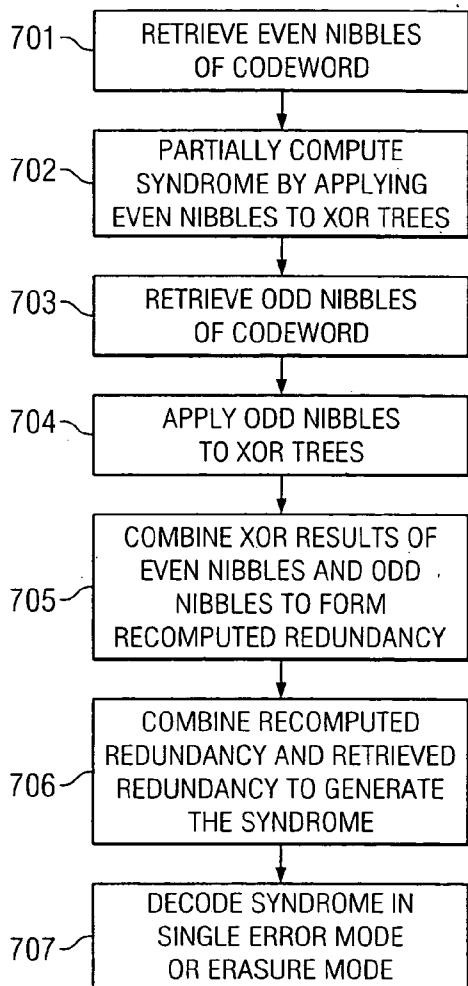 701
RETRIEVE EVEN NIBBLES
OF CODEWORD
702
PARTIALLY COMPUTE
SYNDROME BY APPLYING
EVEN NIBBLES TO XOR TREES
703
RETRIEVE ODD NIBBLES
OF CODEWORD
704
APPLY ODD NIBBLES
TO XOR TREES
705
COMBINE XOR RESULTS OF
EVEN NIBBLES AND ODD
NIBBLES TO FORM
RECOMPUTED REDUNDANCY
706
COMBINE RECOMPUTED
REDUNDANCY AND RETRIEVED
REDUNDANCY TO GENERATE
THE SYNDROME
707
DECODE SYNDROME IN
SINGLE ERROR MODE
OR ERASURE MODE